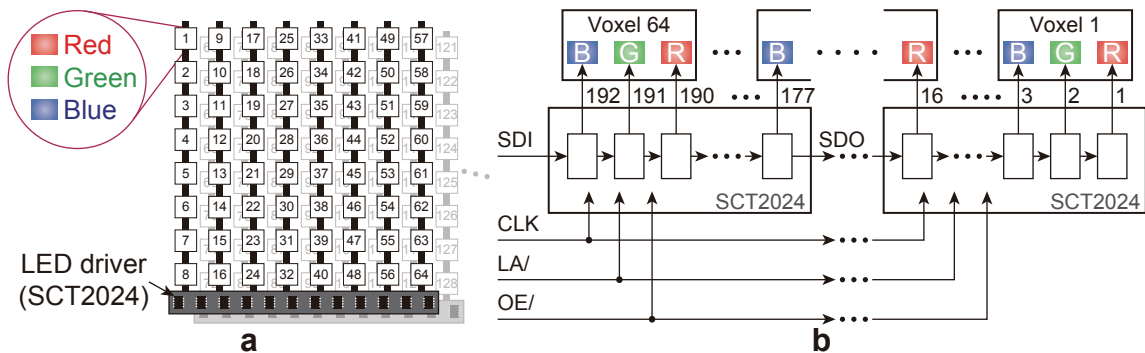 Red
Green
Blue
1 9 17 25 33 41 49 57 121
2 10 18 26 34 42 50 58 122
3 11 19 27 35 43 51 59 123
4 12 20 28 36 44 52 60 124
5 13 21 29 37 45 53 61 125
6 14 22 30 38 46 54 62 126
7 15 23 31 39 47 55 63 127
8 16 24 32 40 48 56 64 128
LED driver
(SCT2024)
a
Voxel 64
Voxel 1
B G R B R B G R
192 191 190 177 16 3 2 1
SDI
SDO
SCT2024
SCT2024
CLK
LA/
OE/
b